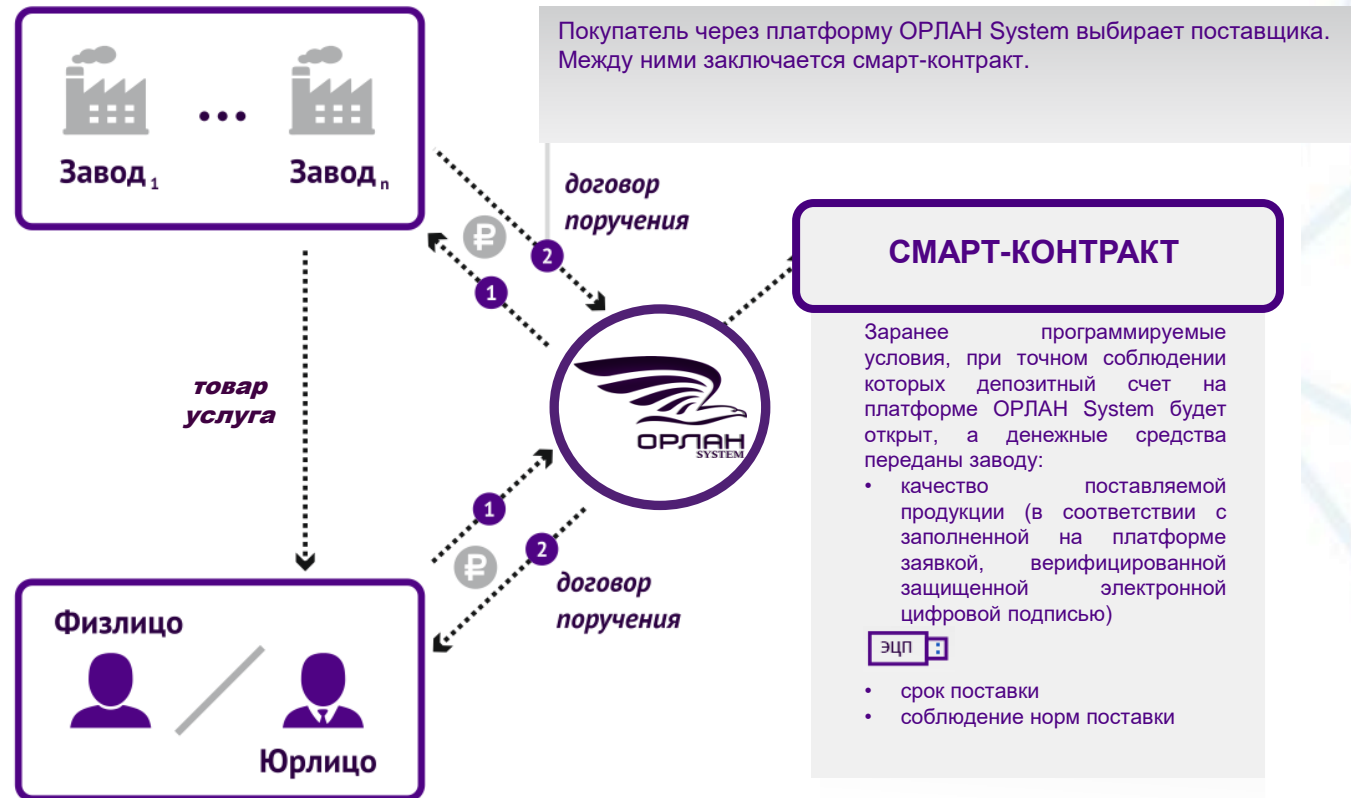 Покупатель через платформу ОРЛАН System выбирает поставщика.
Между ними заключается смарт-контракт.
Завод 1
...
Завод n
договор
поручения
₽
2
1
СМАРТ-КОНТРАКТ
ОРЛАН
SYSTEM
товар
услуга
Заранее программируемые
условия, при точном соблюдении
которых депозитный счет на
платформе ОРЛАН System будет
открыт, а денежные средства
переданы заводу:
• качество поставляемой
продукции (в соответствии с
заполненной на платформе
заявкой, верифицированной
защищенной электронной
цифровой подписью)
ЭЦП
• срок поставки
• соблюдение норм поставки
1
₽
2
договор
поручения
Физлицо
Юрлицо